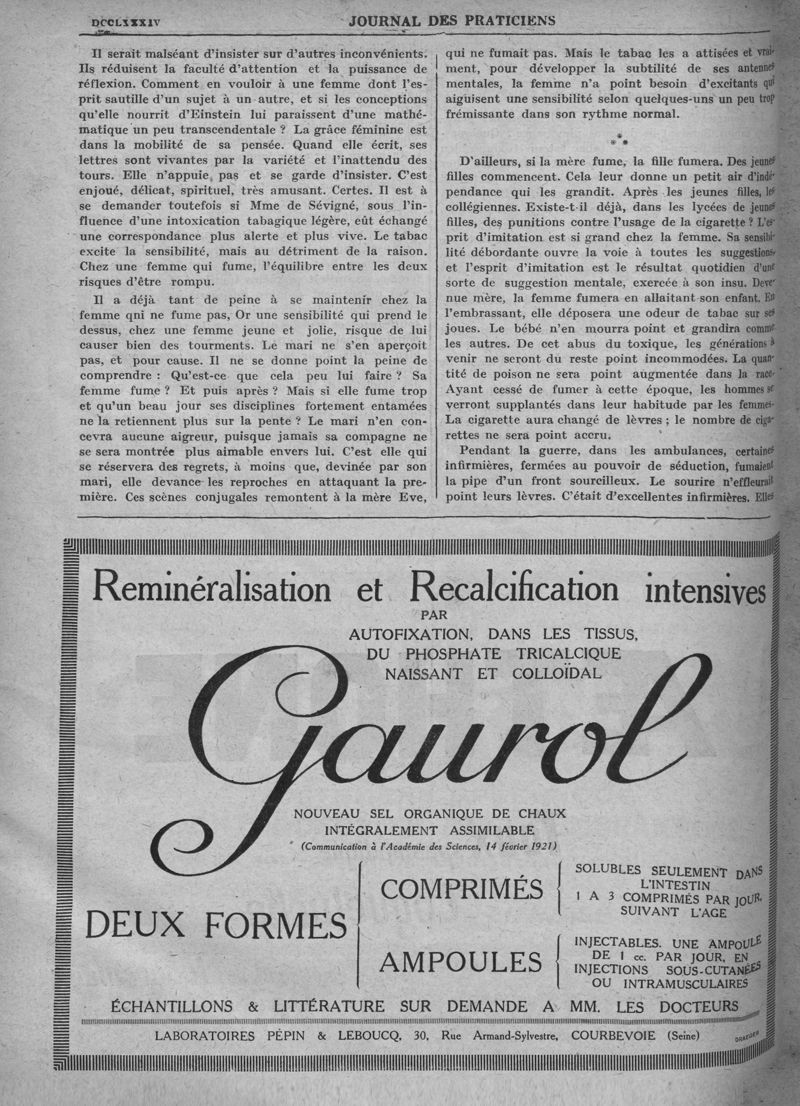 DCCLXXXIV
JOURNAL DES PRATICIENS
Il serait malséant d'insister sur d'autres inconvénients.
Ils réduisent la faculté d'attention et la puissance de
réflexion. Comment en vouloir à une femme dont l'es-
prit sautille d'un sujet à un autre, et si les conceptions
qu'elle nourrit d'Einstein lui paraissent d'une mathé-
matique un peu transcendentale ? La grâce féminine est
dans la mobilité de sa pensée. Quand elle écrit, ses
lettres sont vivantes par la variété et l'inattendu des
tours. Elle n'appuie pas et se garde d'insister. C'est
enjoué, délicat, spirituel, très amusant. Certes. Il est à
se demander toutefois si Mme de Sévigné, sous l'in-
fluence d'une intoxication tabagique légère, eût échangé
une correspondance plus alerte et plus vive. Le tabac
excite la sensibilité, mais au détriment de la raison.
Chez une femme qui fume, l'équilibre entre les deux
risques d'être rompu.
Il a déjà tant de peine à se maintenir chez la
femme qni ne fume pas, Or une sensibilité qui prend le
dessus, chez une femme jeune et jolie, risque de lui
causer bien des tourments. Le mari ne s'en aperçoit
pas, et pour cause. Il ne se donne point la peine de
comprendre : Qu'est-ce que cela peu lui faire ? Sa
femme fume ? Et puis après ? Mais si elle fume trop
et qu'un beau jour ses disciplines fortement entamées
ne la retiennent plus sur la pente ? Le mari n'en con-
cevra aucune aigreur, puisque jamais sa compagne ne
se sera montrée plus aimable envers lui. C'est elle qui
se réservera des regrets, à moins que, devinée par son
mari, elle devance les reproches en attaquant la pre-
mière. Ces scènes conjugales remontent à la mère Eve,
qui ne fumait pas. Mais le tabac les a attisées et vrai-
ment, pour développer la subtilité de ses antennes
mentales, la femme n'a point besoin d'excitants qui
aiguisent une sensibilité selon quelques-uns un peu trop
frémissante dans son rythme normal.
*
* *
D'ailleurs, si la mère fume, la fille fumera. Des jeunes
filles commencent. Cela leur donne un petit air d'indé-
pendance qui les grandit. Après les jeunes filles, les
collégiennes. Existe-t-il déjà, dans les lycées de jeunes
filles, des punitions contre l'usage de la cigarette ? L'es-
prit d'imitation est si grand chez la femme. Sa sensibi-
lité débordante ouvre la voie à toutes les suggestions
et l'esprit d'imitation est le résultat quotidien d'une
sorte de suggestion mentale, exercée à son insu. Deve-
nue mère, la femme fumera en allaitant son enfant. En
l'embrassant, elle déposera une odeur de tabac sur ses
joues. Le bébé n'en mourra point et grandira comme
les autres. De cet abus du toxique, les générations à
venir ne seront du reste point incommodées. La quan-
tité de poison ne sera point augmentée dans la race.
Ayant cessé de fumer à cette époque, les hommes se
verront supplantés dans leur habitude par les femmes.
La cigarette aura changé de lèvres ; le nombre de ciga-
rettes ne sera point accru.
Pendant la guerre, dans les ambulances, certaines
infirmières, fermées au pouvoir de séduction, fumaient
la pipe d'un front sourcilleux. Le sourire n'effleurait
point leurs lèvres. C'était d'excellentes infirmières. Elles
Reminéralisation et Recalcification intensives
PAR
AUTOFIXATION, DANS LES TISSUS,
DU PHOSPHATE TRICALCIQUE
NAISSANT ET COLLOÏDAL
Gaurol
NOUVEAU SEL ORGANIQUE DE CHAUX
INTÉGRALEMENT ASSIMILABLE
(Communication à l'Académie des Sciences, 14 février 1921)
DEUX FORMES
COMPRIMÉS
SOLUBLES SEULEMENT DANS
L'INTESTIN
1 A 3 COMPRIMÉS PAR JOUR,
SUIVANT L'AGE
AMPOULES
INJECTABLES. UNE AMPOULE
DE 1 cc. PAR JOUR, EN
INJECTIONS SOUS-CUTANÉES
OU INTRAMUSCULAIRES
ÉCHANTILLONS & LITTÉRATURE SUR DEMANDE A MM. LES DOCTEURS
LABORATOIRES PÉPIN & LEBOUCQ, 30, Rue Armand-Sylvestre, COURBEVOIE (Seine)
DRAEGER